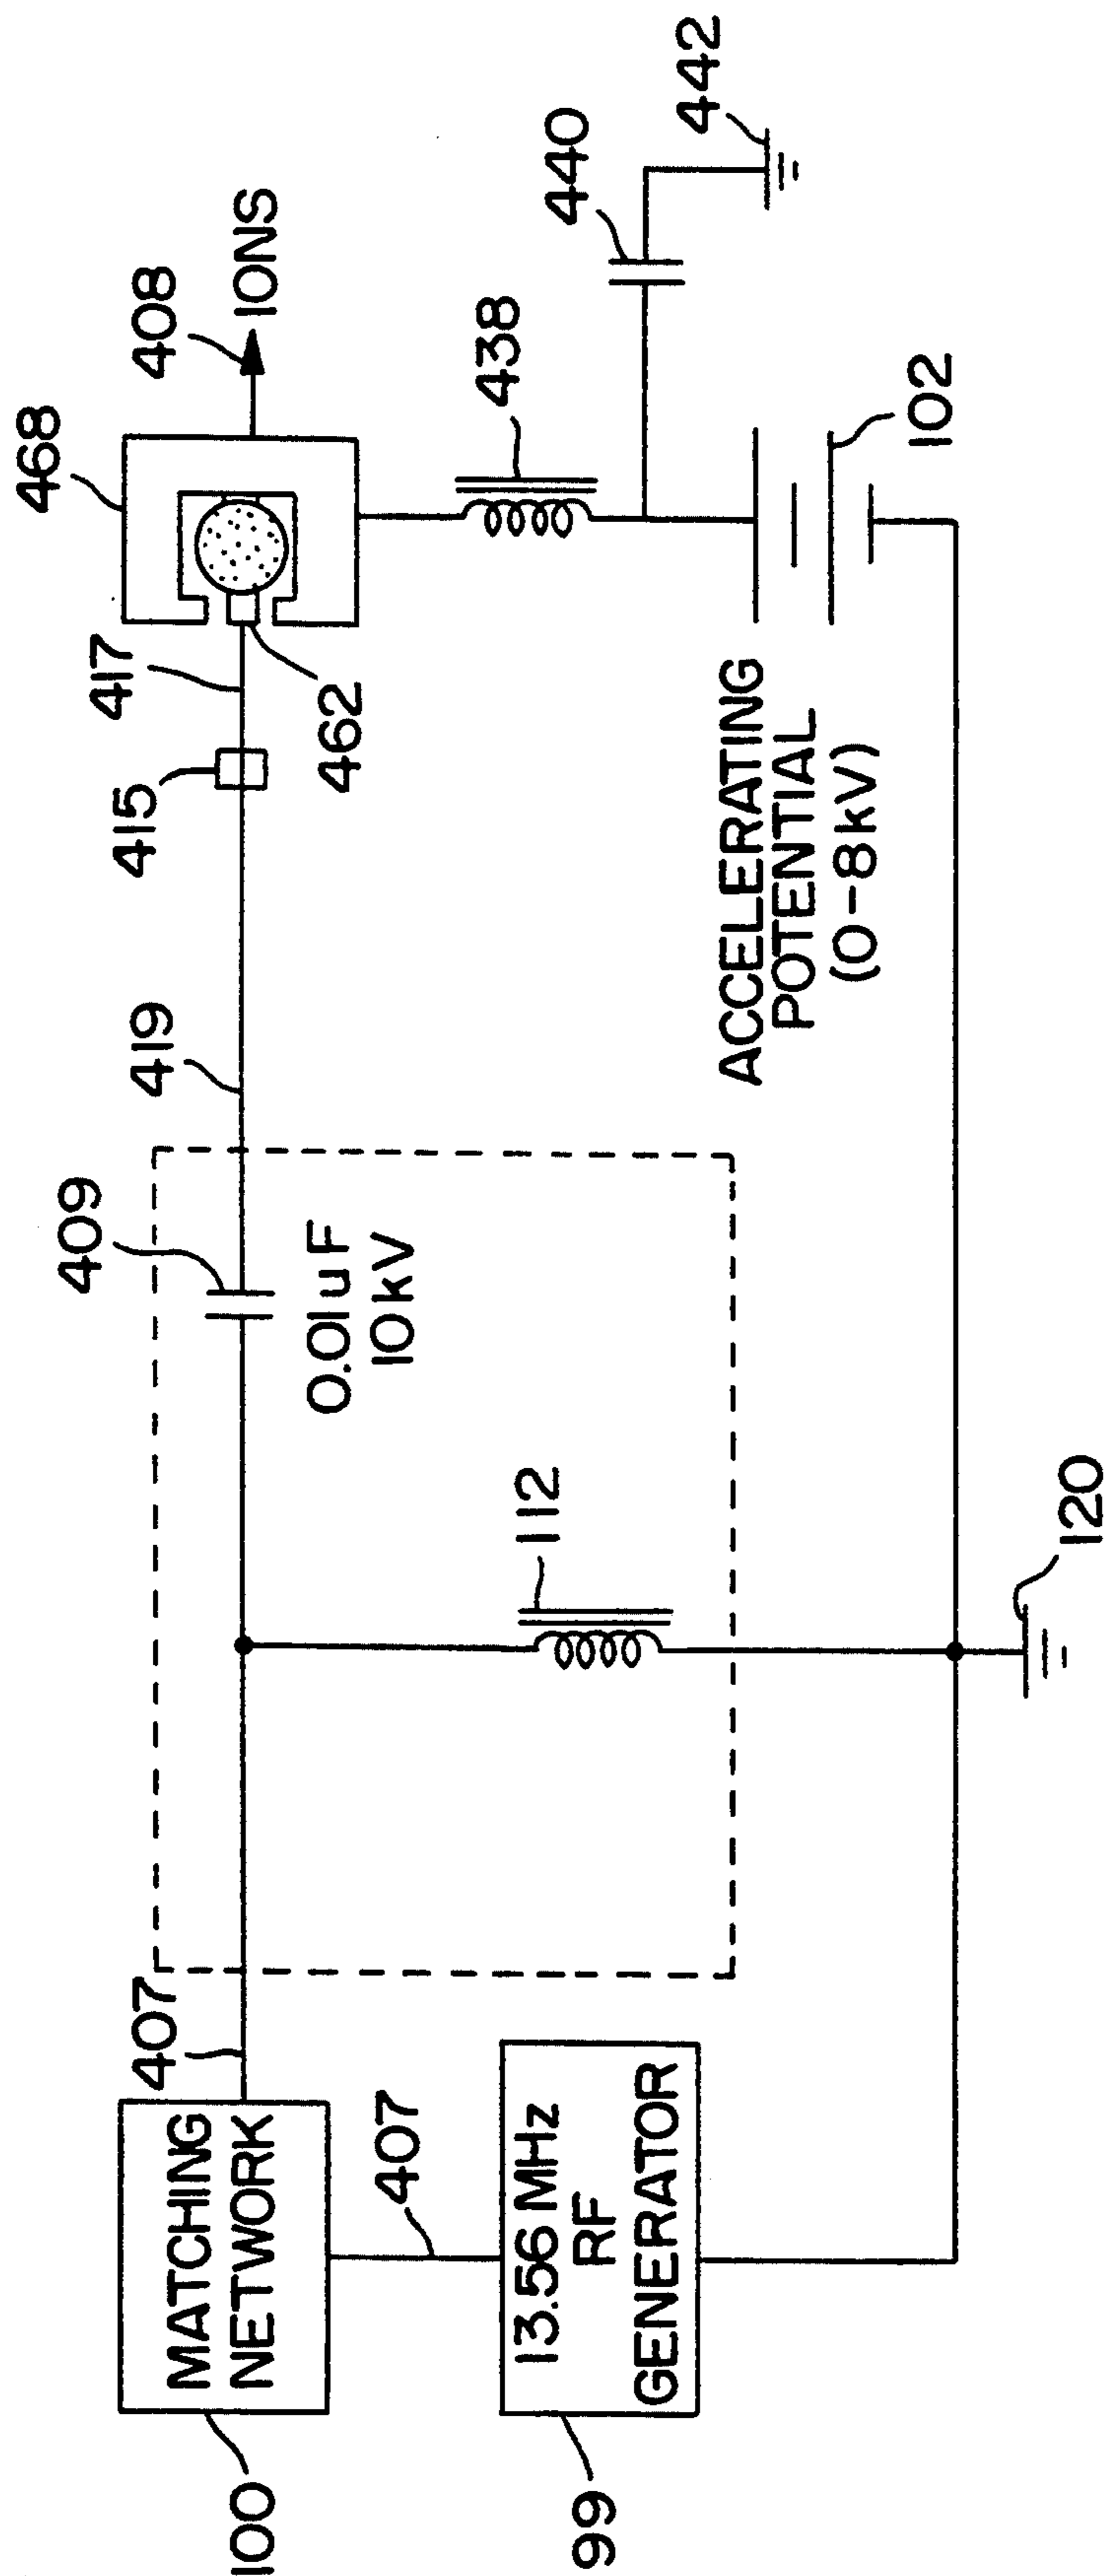 468
408
IONS
417
415
462
419
409
0.01uF
10kV
438
440
442
102
ACCELERATING
POTENTIAL
(0-8kV)
112
120
407
MATCHING
NETWORK
100
407
13.56 MHz
RF
GENERATOR
99